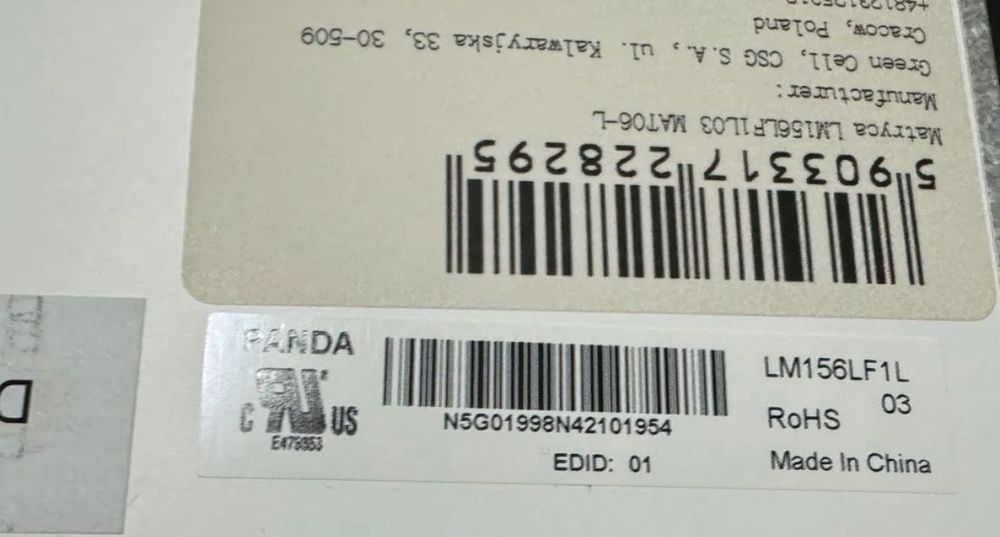 Matryca LM156LF1L03 MAT06-L
Manufacturer:
Green Cell, CSG S.A., ul. Kalwaryjska 33, 30-509
Cracow, Poland
5 903317 228295
PANDA
C US
E479353
N5G01998N42101954
EDID: 01
LM156LF1L
03
RoHS
Made In China
D